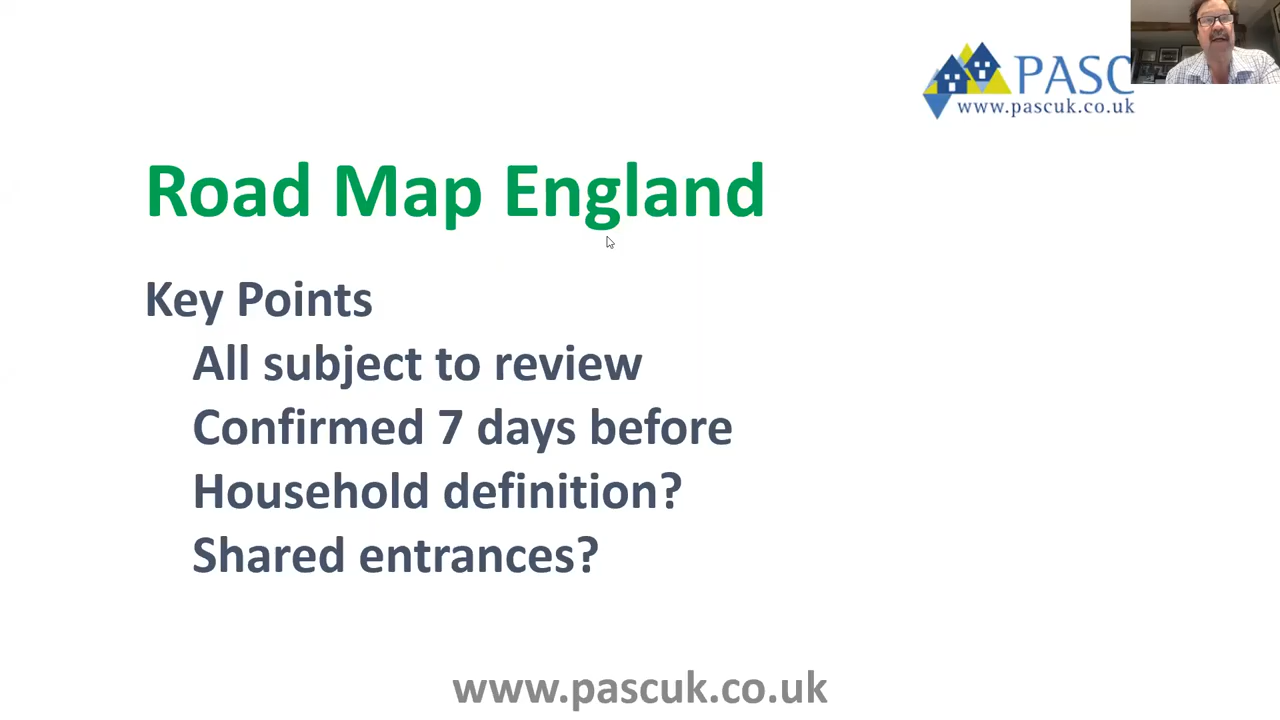 PASC
www.pascuk.co.uk
Road Map England
Key Points
All subject to review
Confirmed 7 days before
Household definition?
Shared entrances?
www.pascuk.co.uk